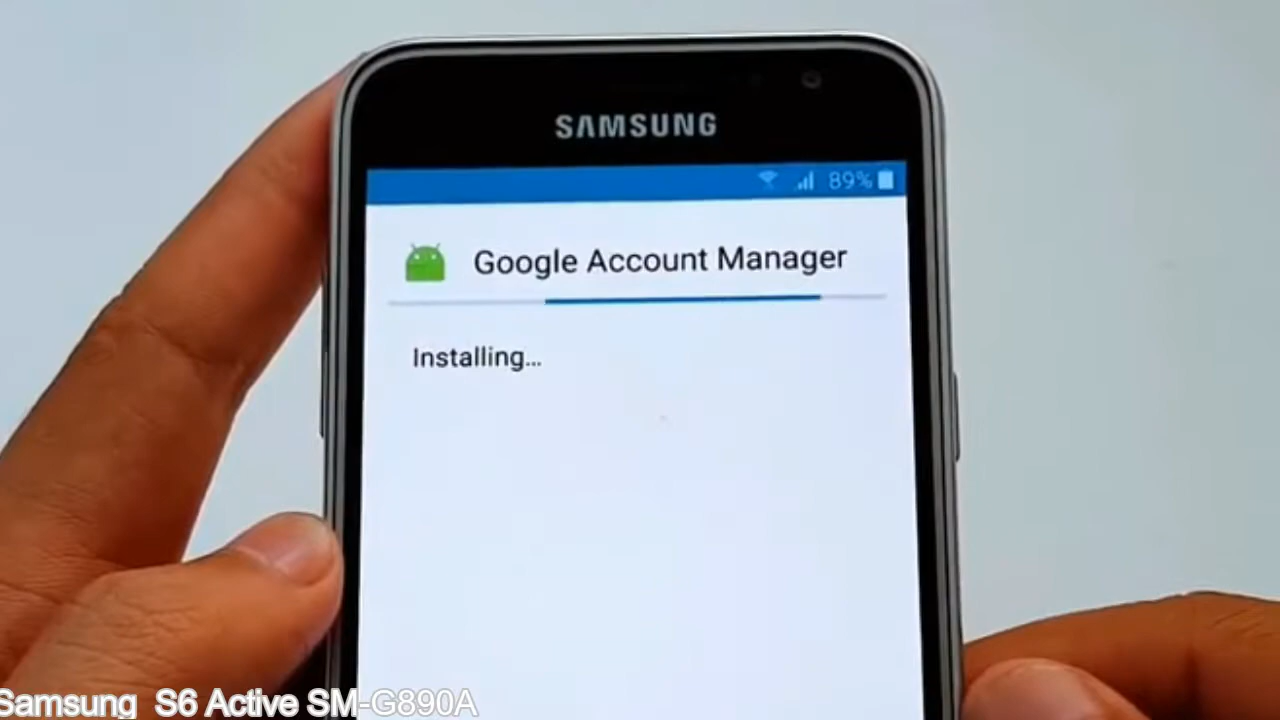 SAMSUNG
89%
Google Account Manager
Installing...
Samsung S6 Active SM-G890A